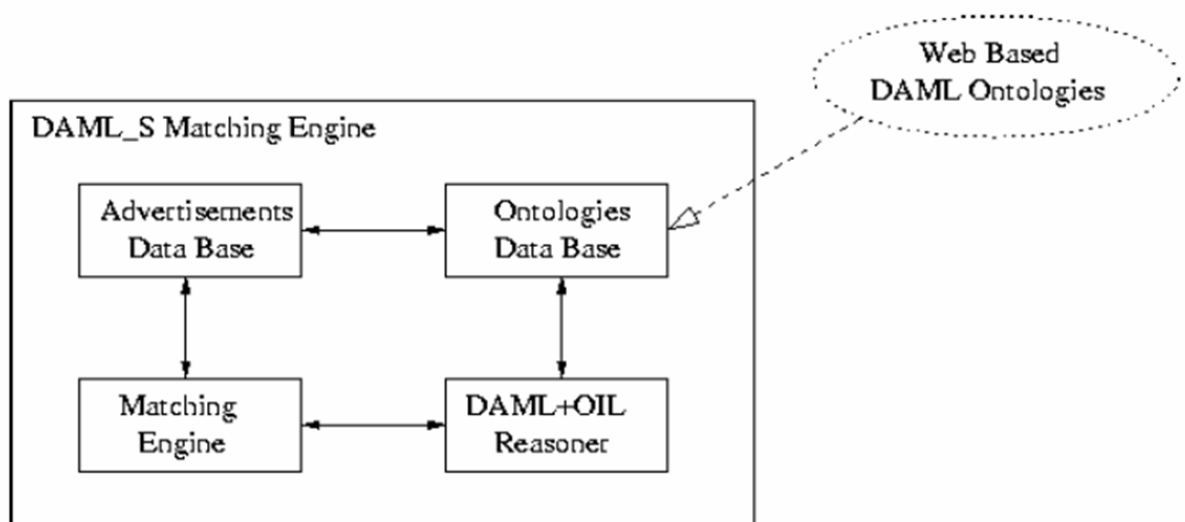 Web Based
DAML Ontologies
DAML_S Matching Engine
Advertisements
Data Base
Ontologies
Data Base
Matching
Engine
DAML+OIL
Reasoner